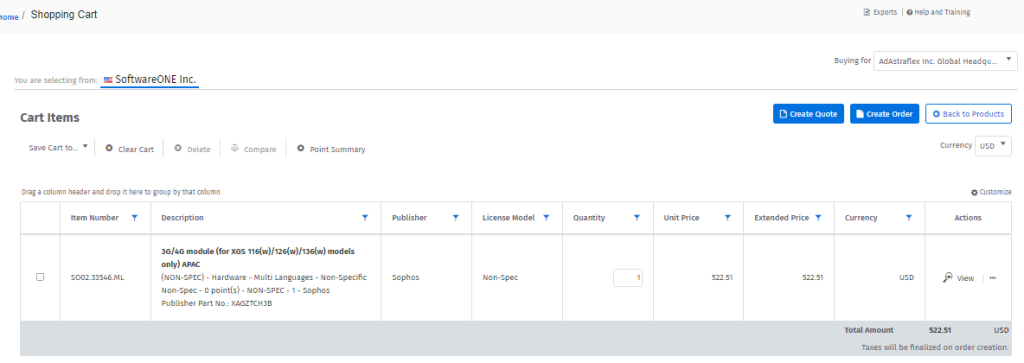 Home / Shopping Cart
Exports | Help and Training
Buying for AdAstraflex Inc. Global Headqu...
You are selecting from: SoftwareONE Inc.
Cart Items
Create Quote Create Order Back to Products
Save Cart to... Clear Cart Delete Compare Point Summary
Currency USD
Drag a column header and drop it here to group by that column
Customize
Item Number Description Publisher License Model Quantity Unit Price Extended Price Currency Actions
3G/4G module (for XGS 116(w)/126(w)/136(w) models
only) APAC
(NON-SPEC) - Hardware - Multi Languages - Non-Specific
SO02.33546.ML Sophos Non-Spec 1 522.51 522.51 USD View ...
Non-Spec - 0 point(s) - NON-SPEC - 1 - Sophos
Publisher Part No.: XAGZTCH3B
Total Amount 522.51 USD
Taxes will be finalized on order creation.